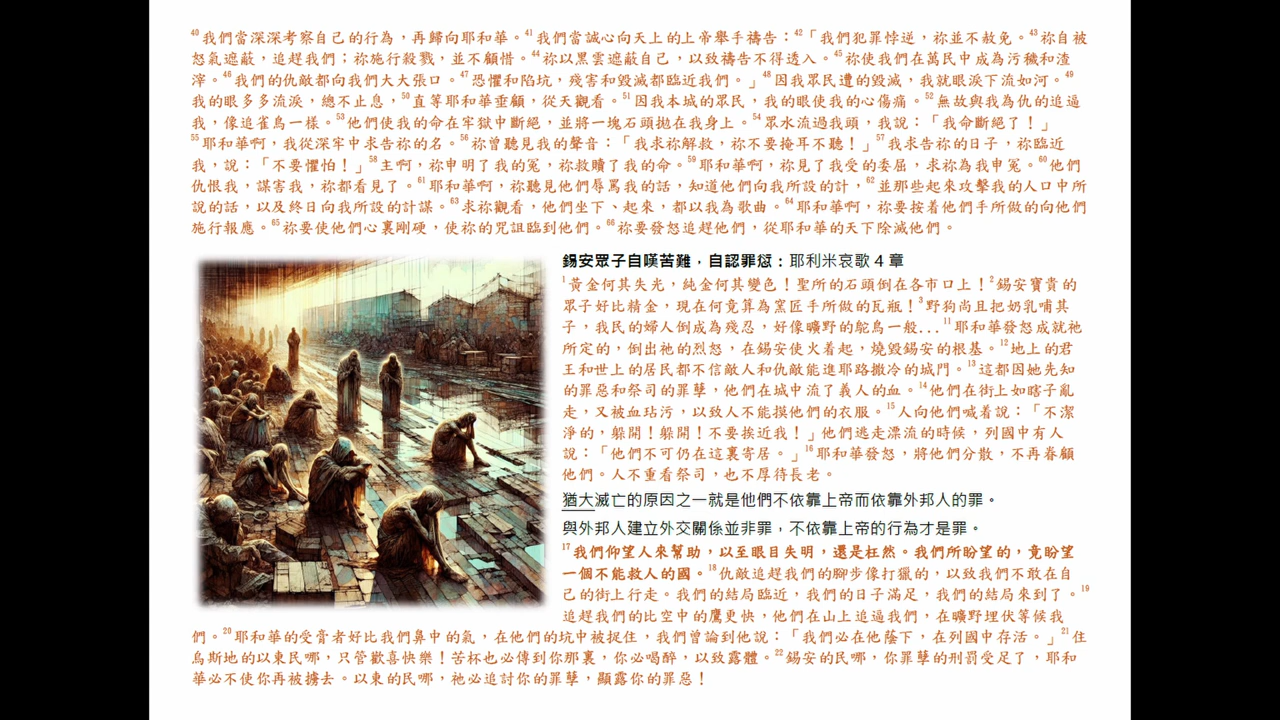 40我們當深深考察自己的行為，再歸向耶和華。41我們當誠心向天上的上帝舉手禱告：42「我們犯罪悖逆，祢並不赦免。43祢自被
怒氣遮蔽，追趕我們；祢施行殺戮，並不顧惜。44祢以黑雲遮蔽自己，以致禱告不得透入。45祢使我們在萬民中成為污穢和渣
滓。46我們的仇敵都向我們大大張口。47恐懼和陷坑，殘害和毀滅都臨近我們。」48因我眾民遭的毀滅，我就眼淚下流如河。49
我的眼多多流淚，總不止息，50直等耶和華垂顧，從天觀看。51因我本城的眾民，我的眼使我的心傷痛。52無故與我為仇的追逼
我，像追雀鳥一樣。53他們使我的命在牢獄中斷絕，並將一塊石頭拋在我身上。54眾水流過我頭，我說：「我命斷絕了！」
55耶和華啊，我從深牢中求告祢的名。56祢曾聽見我的聲音：「我求祢解救，祢不要掩耳不聽！」57我求告祢的日子，祢臨近
我，說：「不要懼怕！」58主啊，祢申明了我的冤，祢救贖了我的命。59耶和華啊，祢見了我受的委屈，求祢為我申冤。60他們
仇恨我，謀害我，祢都看見了。61耶和華啊，祢聽見他們辱罵我的話，知道他們向我所設的計，62並那些起來攻擊我的人口中所
說的話，以及終日向我所設的計謀。63求祢觀看，他們坐下、起來，都以我為歌曲。64耶和華啊，祢要按着他們手所做的向他們
施行報應。65祢要使他們心裏剛硬，使祢的咒詛臨到他們。66祢要發怒追趕他們，從耶和華的天下除滅他們。
錫安眾子自嘆苦難，自認罪愆：耶利米哀歌 4 章
1黃金何其失光，純金何其變色！聖所的石頭倒在各市口上！2錫安寶貴的
眾子好比精金，現在何竟算為窯匠手所做的瓦瓶！3野狗尚且把奶乳哺其
子，我民的婦人倒成為殘忍，好像曠野的鴕鳥一般...11耶和華發怒成就祂
所定的，倒出祂的烈怒，在錫安使火着起，燒毀錫安的根基。12地上的君
王和世上的居民都不信敵人和仇敵能進耶路撒冷的城門。13這都因她先知
的罪惡和祭司的罪孽，他們在城中流了義人的血。14他們在街上如瞎子亂
走，又被血玷污，以致人不能摸他們的衣服。15人向他們喊着說：「不潔
淨的，躲開！躲開！不要挨近我！」他們逃走漂流的時候，列國中有人
說：「他們不可仍在這裏寄居。」16耶和華發怒，將他們分散，不再眷顧
他們。人不重看祭司，也不厚待長老。
猶大滅亡的原因之一就是他們不依靠上帝而依靠外邦人的罪。
與外邦人建立外交關係並非罪，不依靠上帝的行為才是罪。
17我們仰望人來幫助，以至眼目失明，還是枉然。我們所盼望的，竟盼望
一個不能救人的國。18仇敵追趕我們的腳步像打獵的，以致我們不敢在自
己的街上行走。我們的結局臨近，我們的日子滿足，我們的結局來到了。19
追趕我們的比空中的鷹更快，他們在山上追逼我們，在曠野埋伏等候我
們。20耶和華的受膏者好比我們鼻中的氣，在他們的坑中被捉住，我們曾論到他說：「我們必在他蔭下，在列國中存活。」21住
烏斯地的以東民哪，只管歡喜快樂！苦杯也必傳到你那裏，你必喝醉，以致露體。22錫安的民哪，你罪孽的刑罰受足了，耶和
華必不使你再被擄去。以東的民哪，祂必追討你的罪孽，顯露你的罪惡！